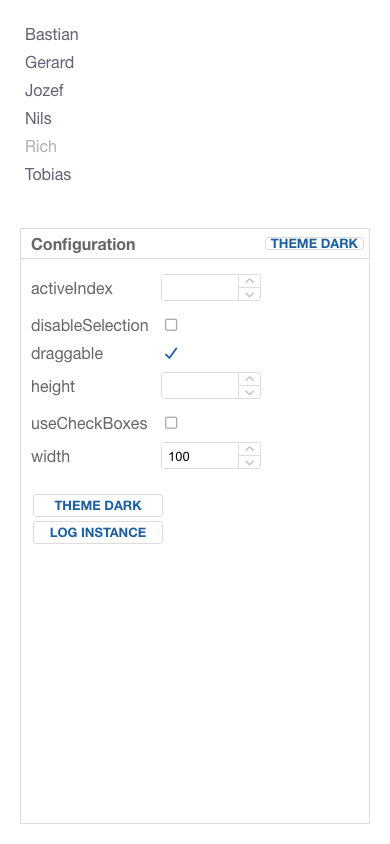 Bastian
Gerard
Jozef
Nils
Rich
Tobias
Configuration THEME DARK
activeIndex
disableSelection
draggable
height
useCheckBoxes
width 100
THEME DARK
LOG INSTANCE